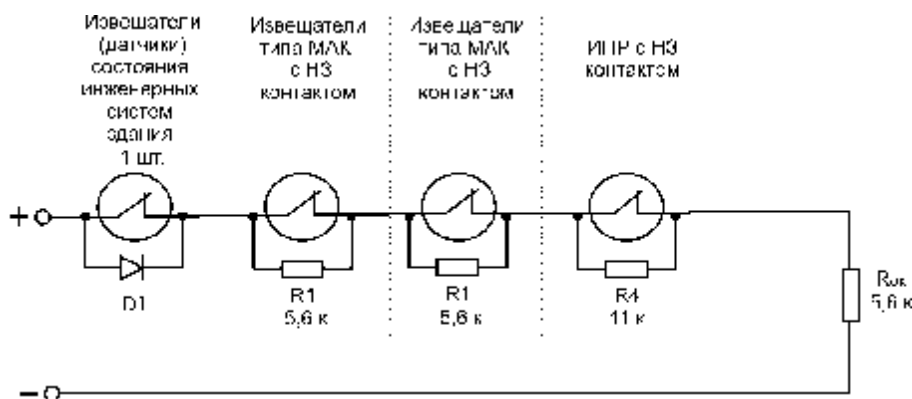 Извещатели
(датчики)
состояния
инженерных
систем
здания
1 шт.
Извещатели
типа МАК
с НЗ
контактом
Извещатели
типа МАК
с НЗ
контактом
ИПР с НЗ
контактом
+
D1
R1
5,6 к
R1
5,6 к
R4
11 к
Rок
5,6 к
−